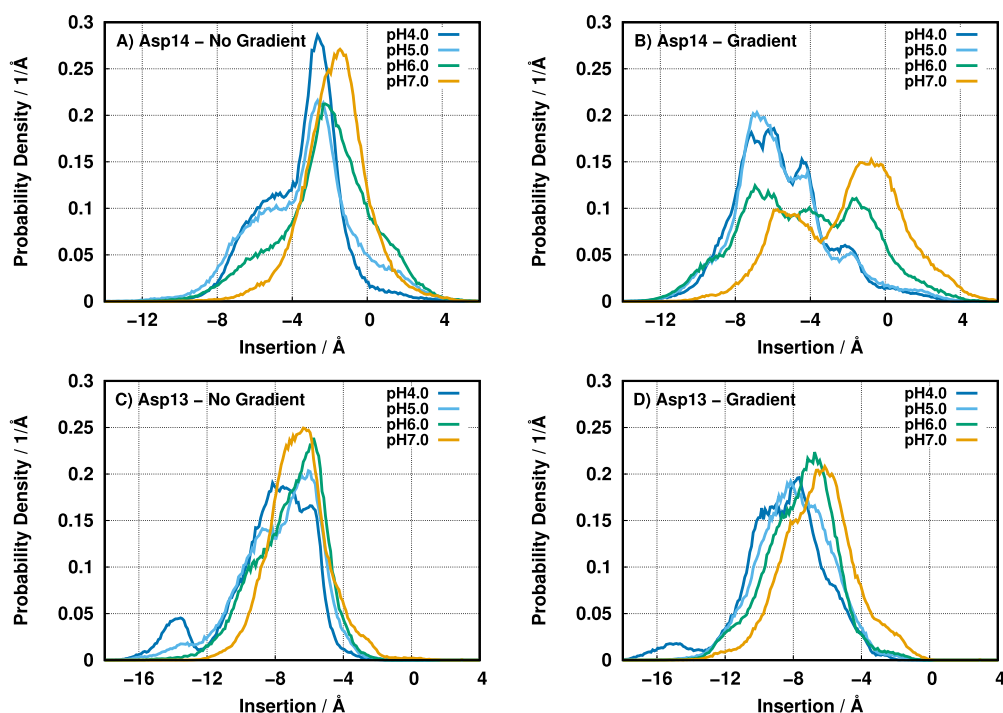 A) Asp14 – No Gradient
pH4.0
pH5.0
pH6.0
pH7.0
Probability Density / 1/Å
0.3
0.25
0.2
0.15
0.1
0.05
0
−12 −8 −4 0 4
Insertion / Å
B) Asp14 – Gradient
pH4.0
pH5.0
pH6.0
pH7.0
Probability Density / 1/Å
0.3
0.25
0.2
0.15
0.1
0.05
0
−12 −8 −4 0 4
Insertion / Å
C) Asp13 – No Gradient
pH4.0
pH5.0
pH6.0
pH7.0
Probability Density / 1/Å
0.3
0.25
0.2
0.15
0.1
0.05
0
−16 −12 −8 −4 0 4
Insertion / Å
D) Asp13 – Gradient
pH4.0
pH5.0
pH6.0
pH7.0
Probability Density / 1/Å
0.3
0.25
0.2
0.15
0.1
0.05
0
−16 −12 −8 −4 0 4
Insertion / Å